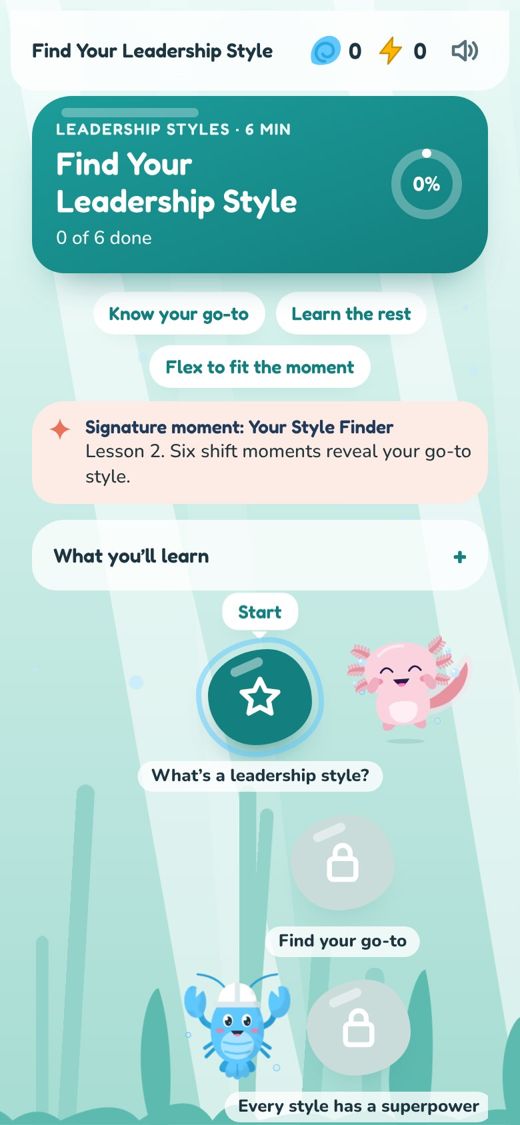 Find Your Leadership Style 0 0
LEADERSHIP STYLES · 6 MIN
Find Your
Leadership Style
0 of 6 done
0%
Know your go-to
Learn the rest
Flex to fit the moment
Signature moment: Your Style Finder
Lesson 2. Six shift moments reveal your go-to
style.
What you’ll learn +
Start
What’s a leadership style?
Find your go-to
Every style has a superpower